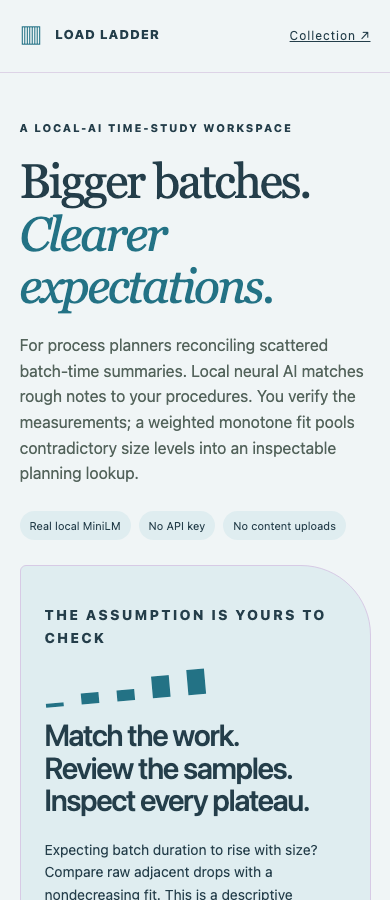 LOAD LADDER
Collection ↗
A LOCAL-AI TIME-STUDY WORKSPACE
Bigger batches.
Clearer
expectations.
For process planners reconciling scattered
batch-time summaries. Local neural AI matches
rough notes to your procedures. You verify the
measurements; a weighted monotone fit pools
contradictory size levels into an inspectable
planning lookup.
Real local MiniLM
No API key
No content uploads
THE ASSUMPTION IS YOURS TO
CHECK
Match the work.
Review the samples.
Inspect every plateau.
Expecting batch duration to rise with size?
Compare raw adjacent drops with a
nondecreasing fit. This is a descriptive